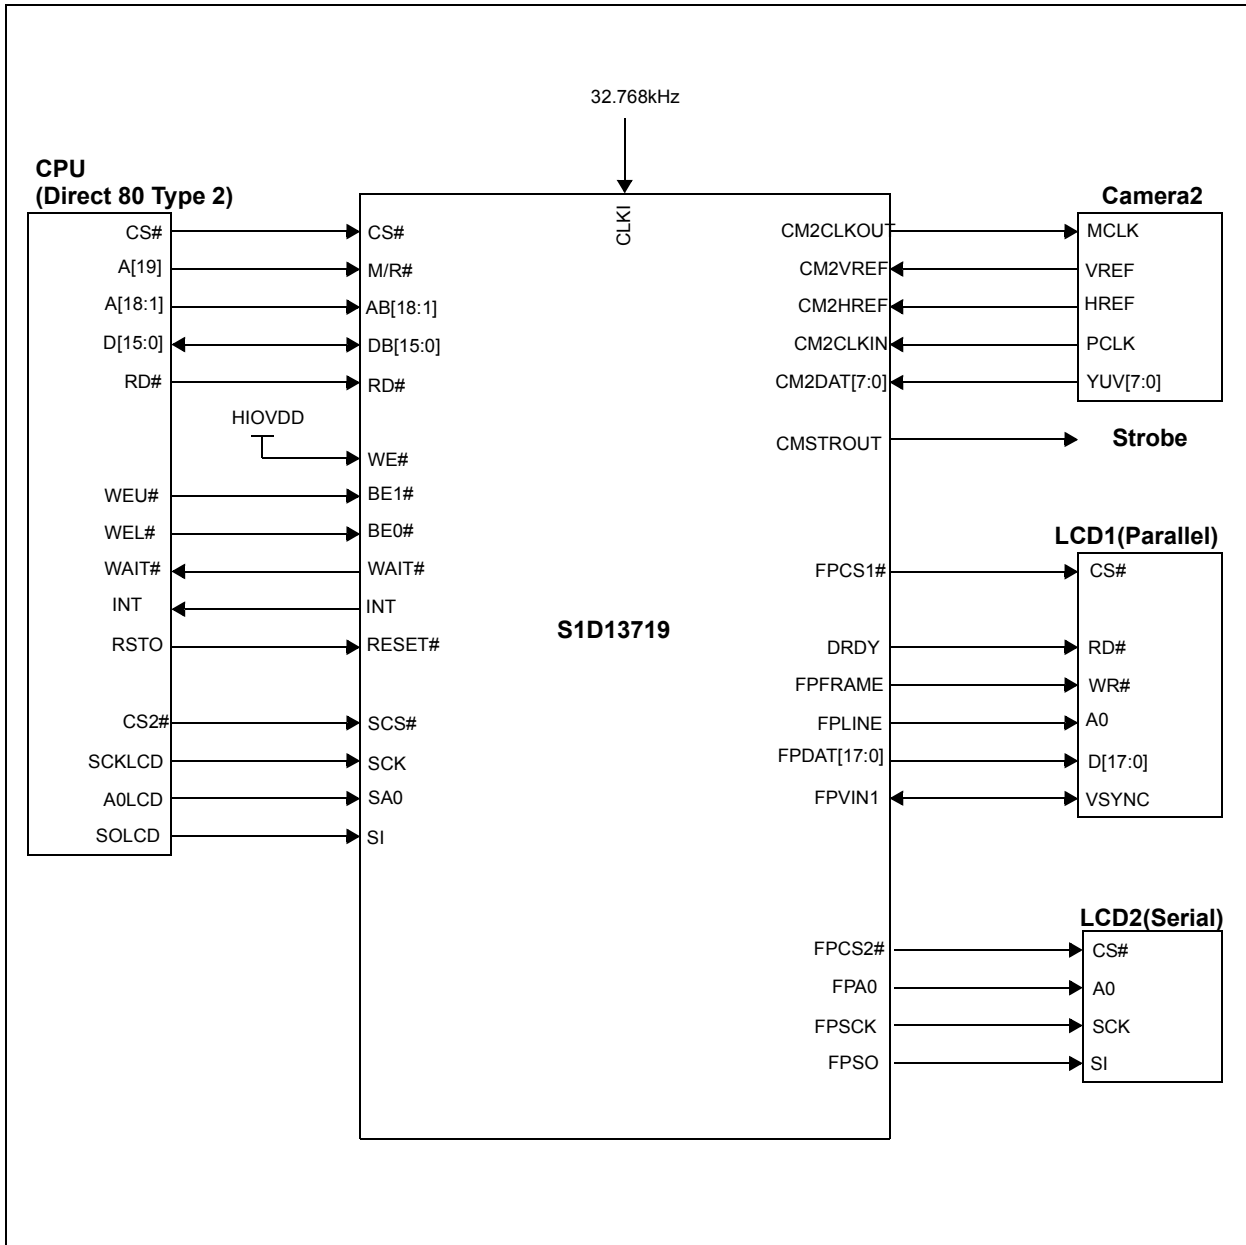 32.768kHz
CPU
(Direct 80 Type 2)
CS#
A[19]
A[18:1]
D[15:0]
RD#
HIOVDD
WEU#
WEL#
WAIT#
INT
RSTO
CS2#
SCKLCD
A0LCD
SOLCD
CLKI
CS#
M/R#
AB[18:1]
DB[15:0]
RD#
WE#
BE1#
BE0#
WAIT#
INT
RESET#
SCS#
SCK
SA0
SI
S1D13719
CM2CLKOUT
CM2VREF
CM2HREF
CM2CLKIN
CM2DAT[7:0]
CMSTROUT
FPCS1#
DRDY
FPFRAME
FPLINE
FPDAT[17:0]
FPVIN1
FPCS2#
FPA0
FPSCK
FPSO
Camera2
MCLK
VREF
HREF
PCLK
YUV[7:0]
Strobe
LCD1(Parallel)
CS#
RD#
WR#
A0
D[17:0]
VSYNC
LCD2(Serial)
CS#
A0
SCK
SI